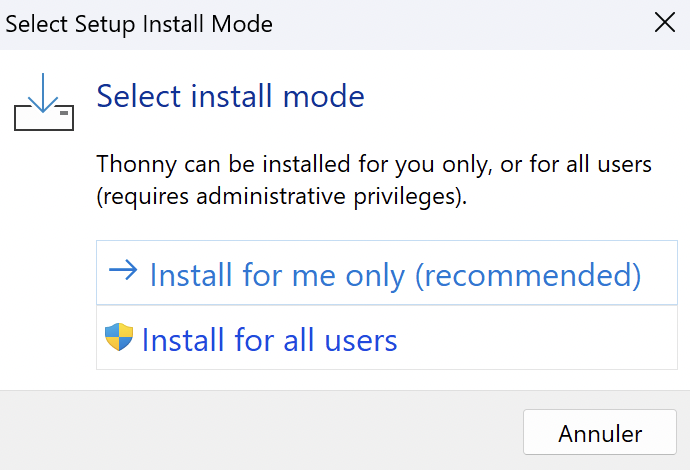 Select Setup Install Mode
Select install mode
Thonny can be installed for you only, or for all users
(requires administrative privileges).
Install for me only (recommended)
Install for all users
Annuler